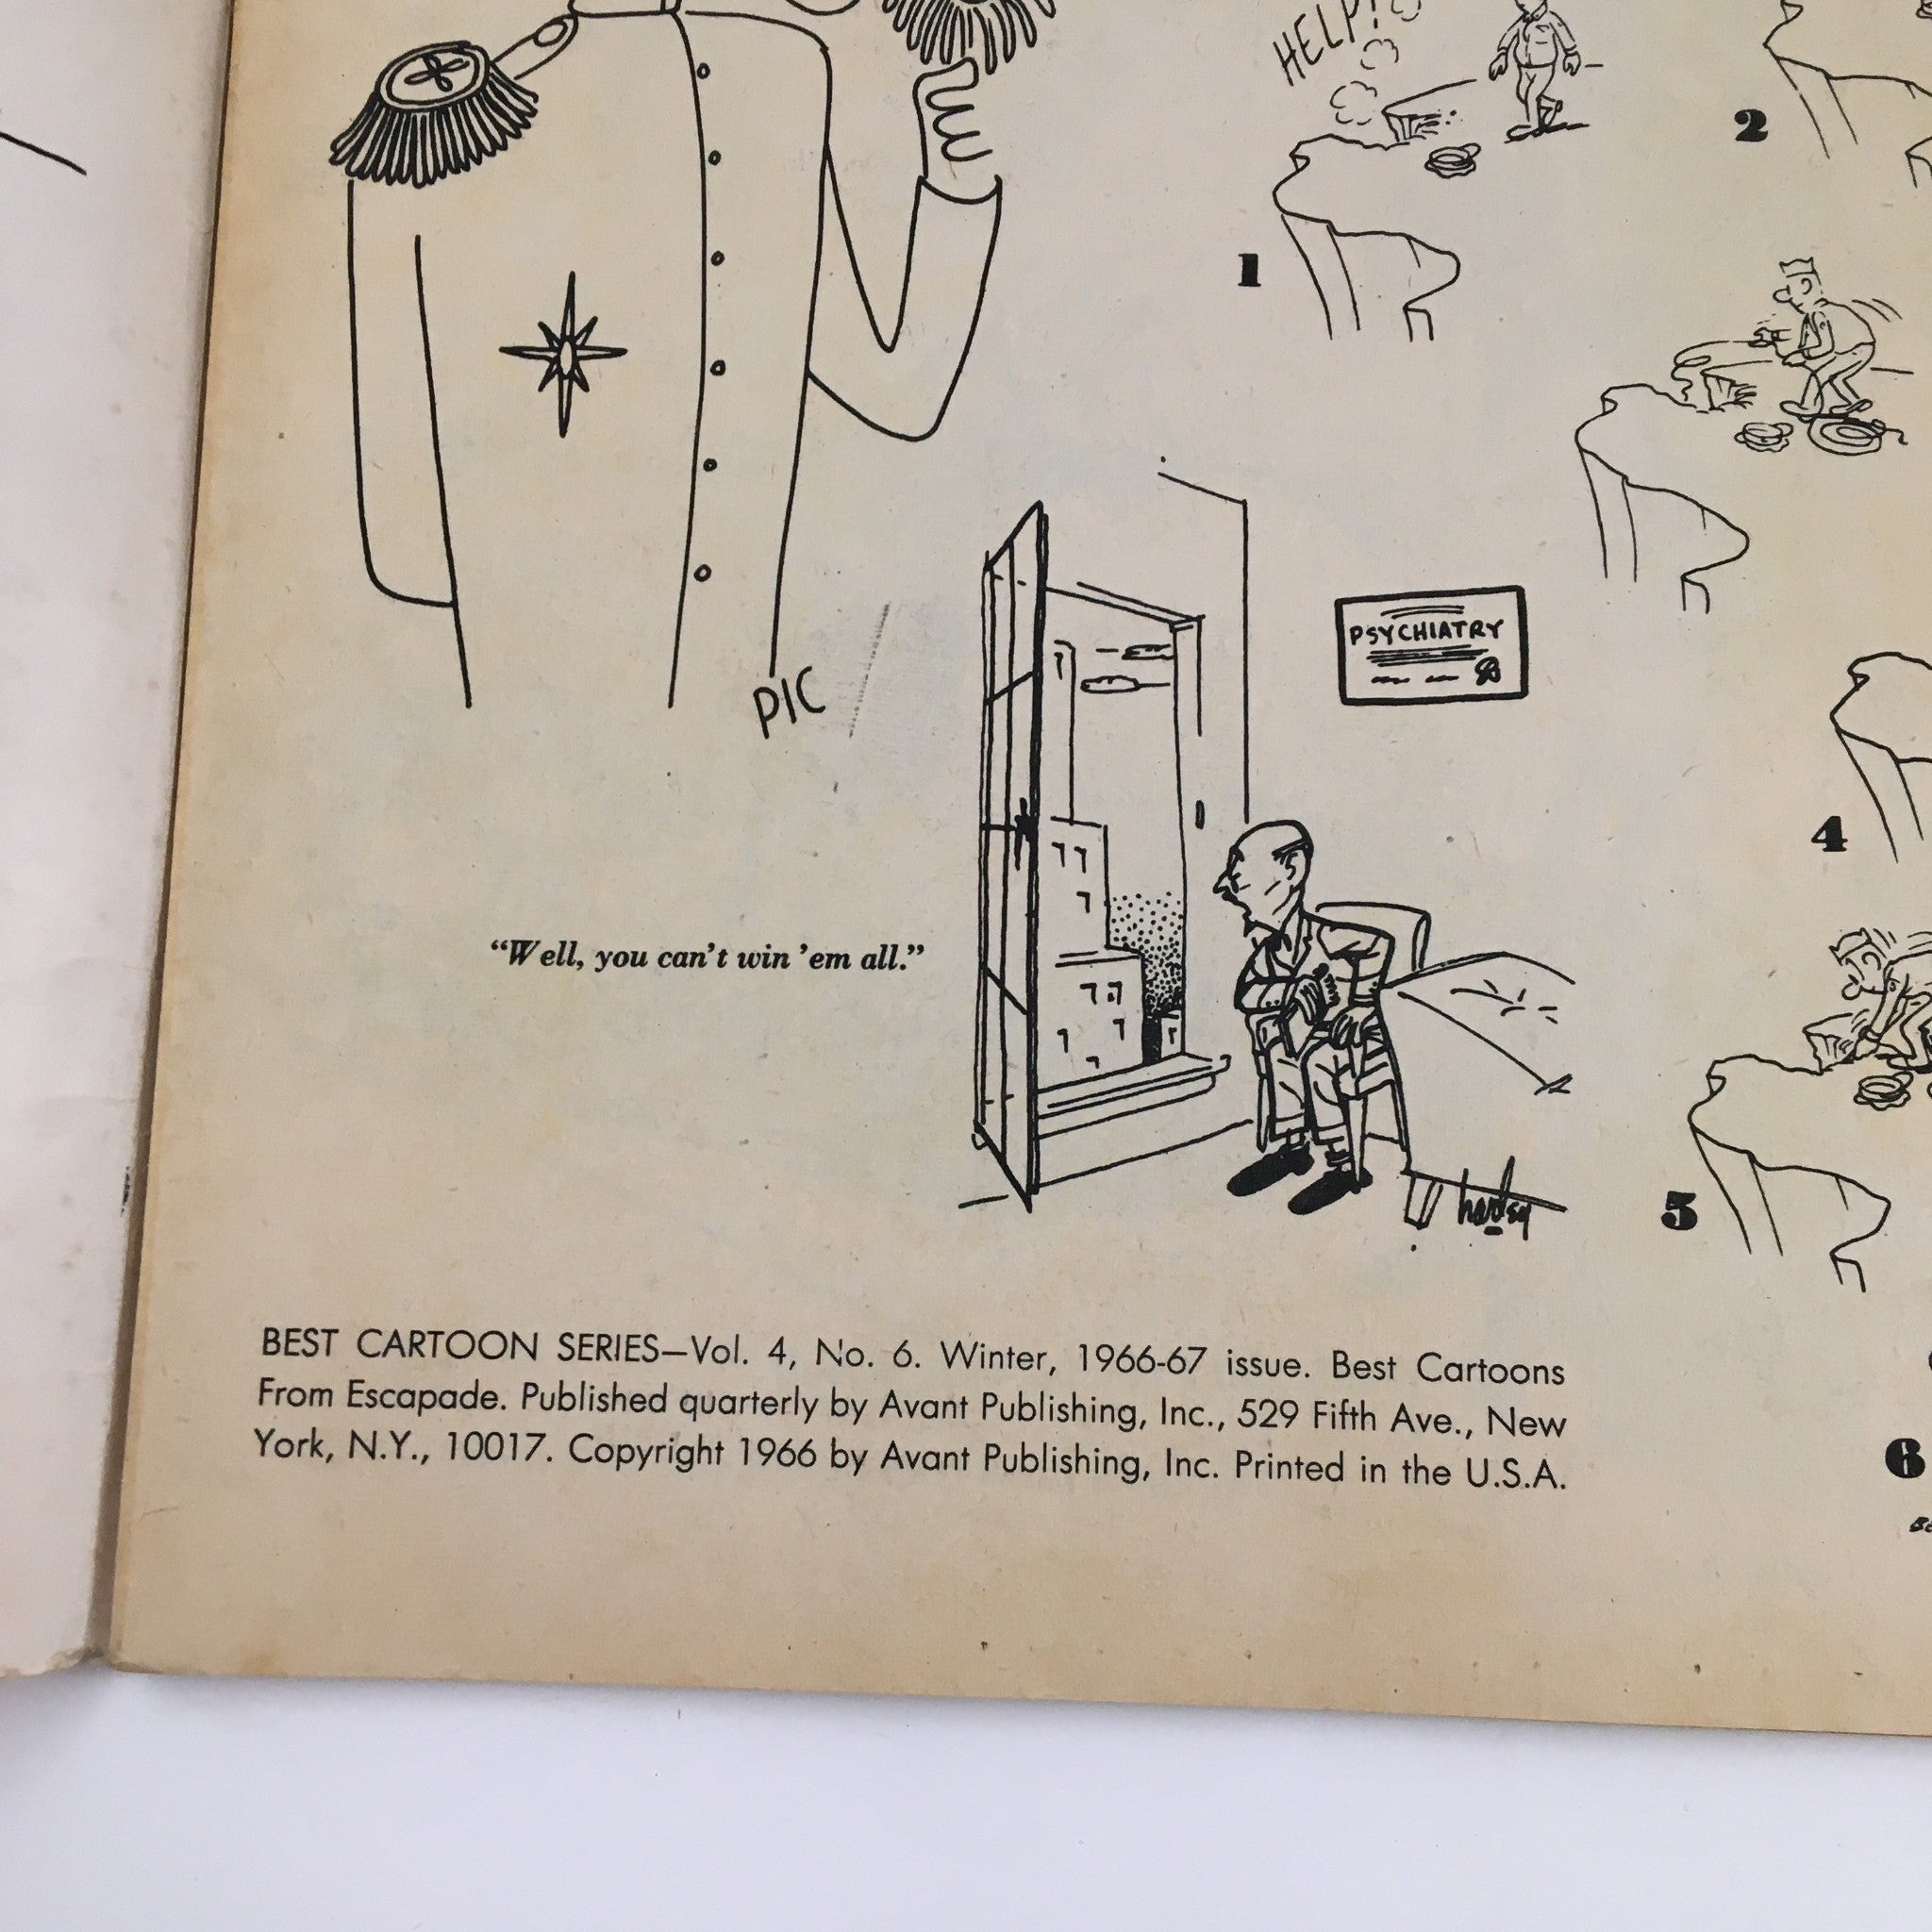 HELP!
1
2
PIC
PSYCHIATRY
4
“Well, you can’t win ’em all.”
5
BEST CARTOON SERIES—Vol. 4, No. 6. Winter, 1966-67 issue. Best Cartoons
From Escapade. Published quarterly by Avant Publishing, Inc., 529 Fifth Ave., New
York, N.Y., 10017. Copyright 1966 by Avant Publishing, Inc. Printed in the U.S.A.
6